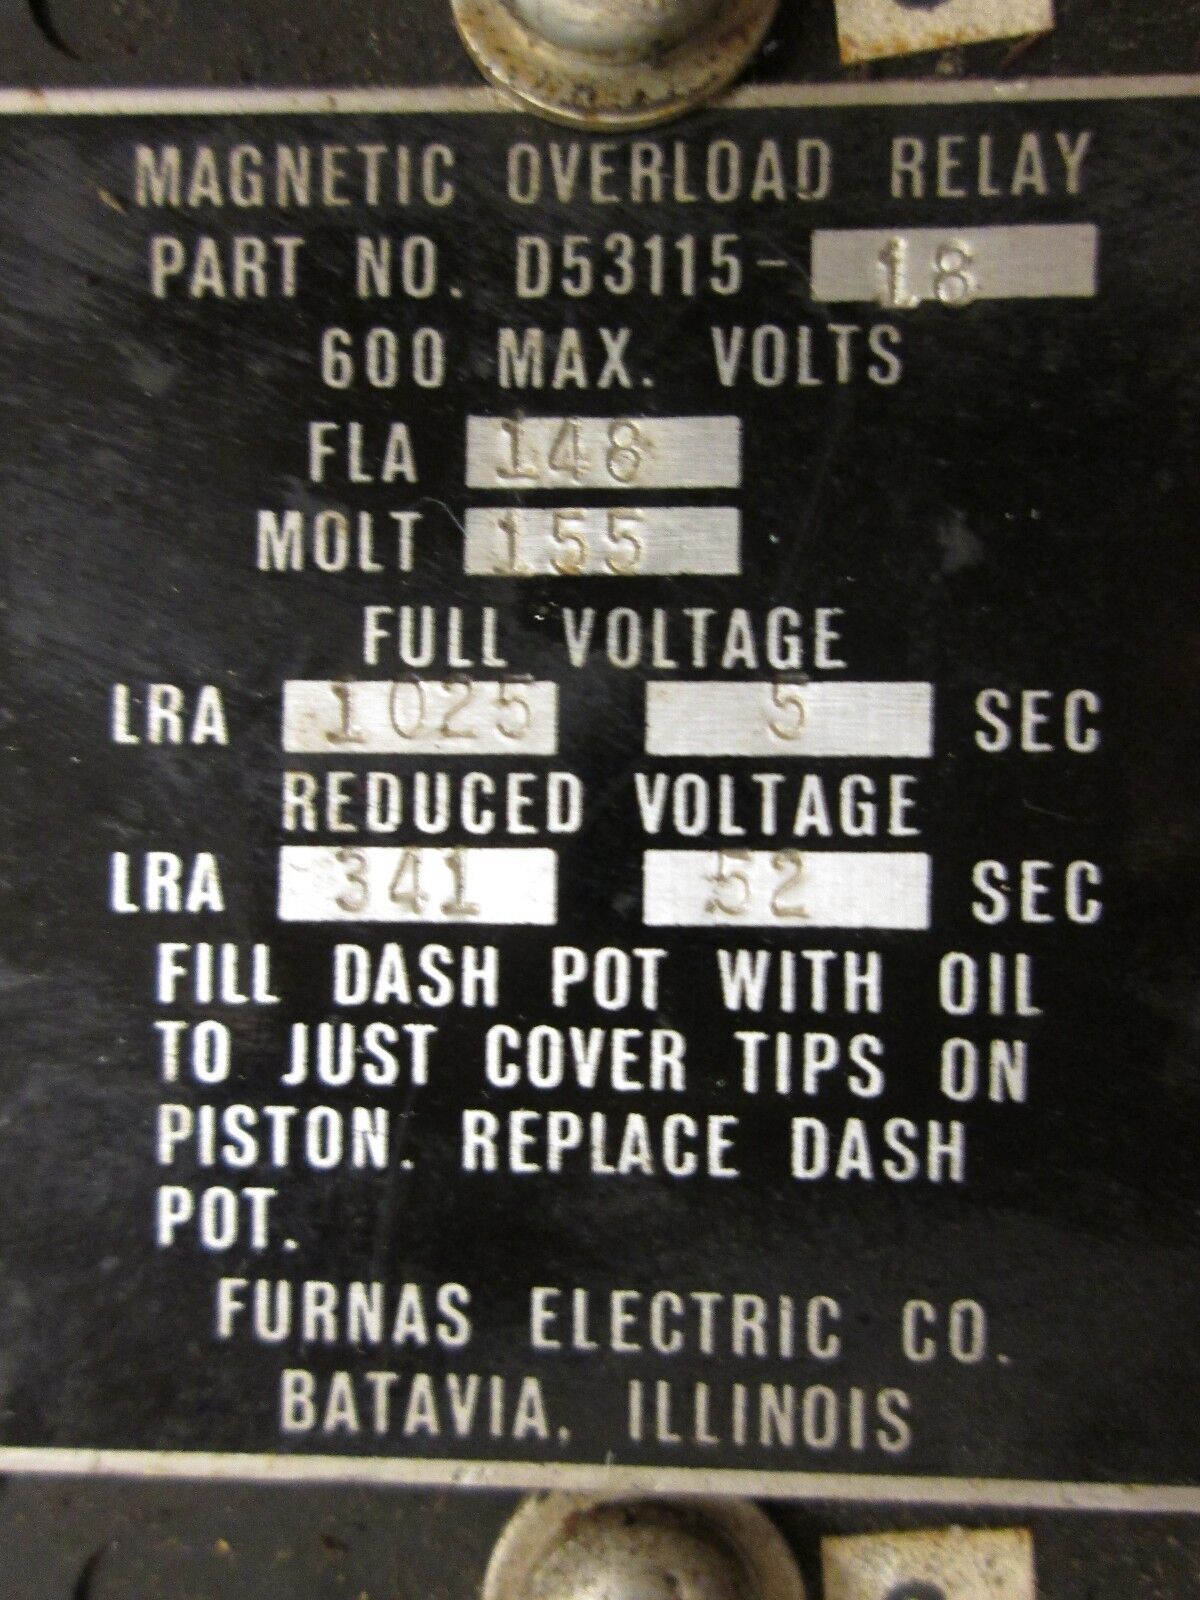 MAGNETIC OVERLOAD RELAY
PART NO. D53115- 18
600 MAX. VOLTS
FLA 148
MOLT 155
FULL VOLTAGE
LRA 1025 5 SEC
REDUCED VOLTAGE
LRA 341 52 SEC
FILL DASH POT WITH OIL
TO JUST COVER TIPS ON
PISTON. REPLACE DASH
POT.
FURNAS ELECTRIC CO.
BATAVIA, ILLINOIS